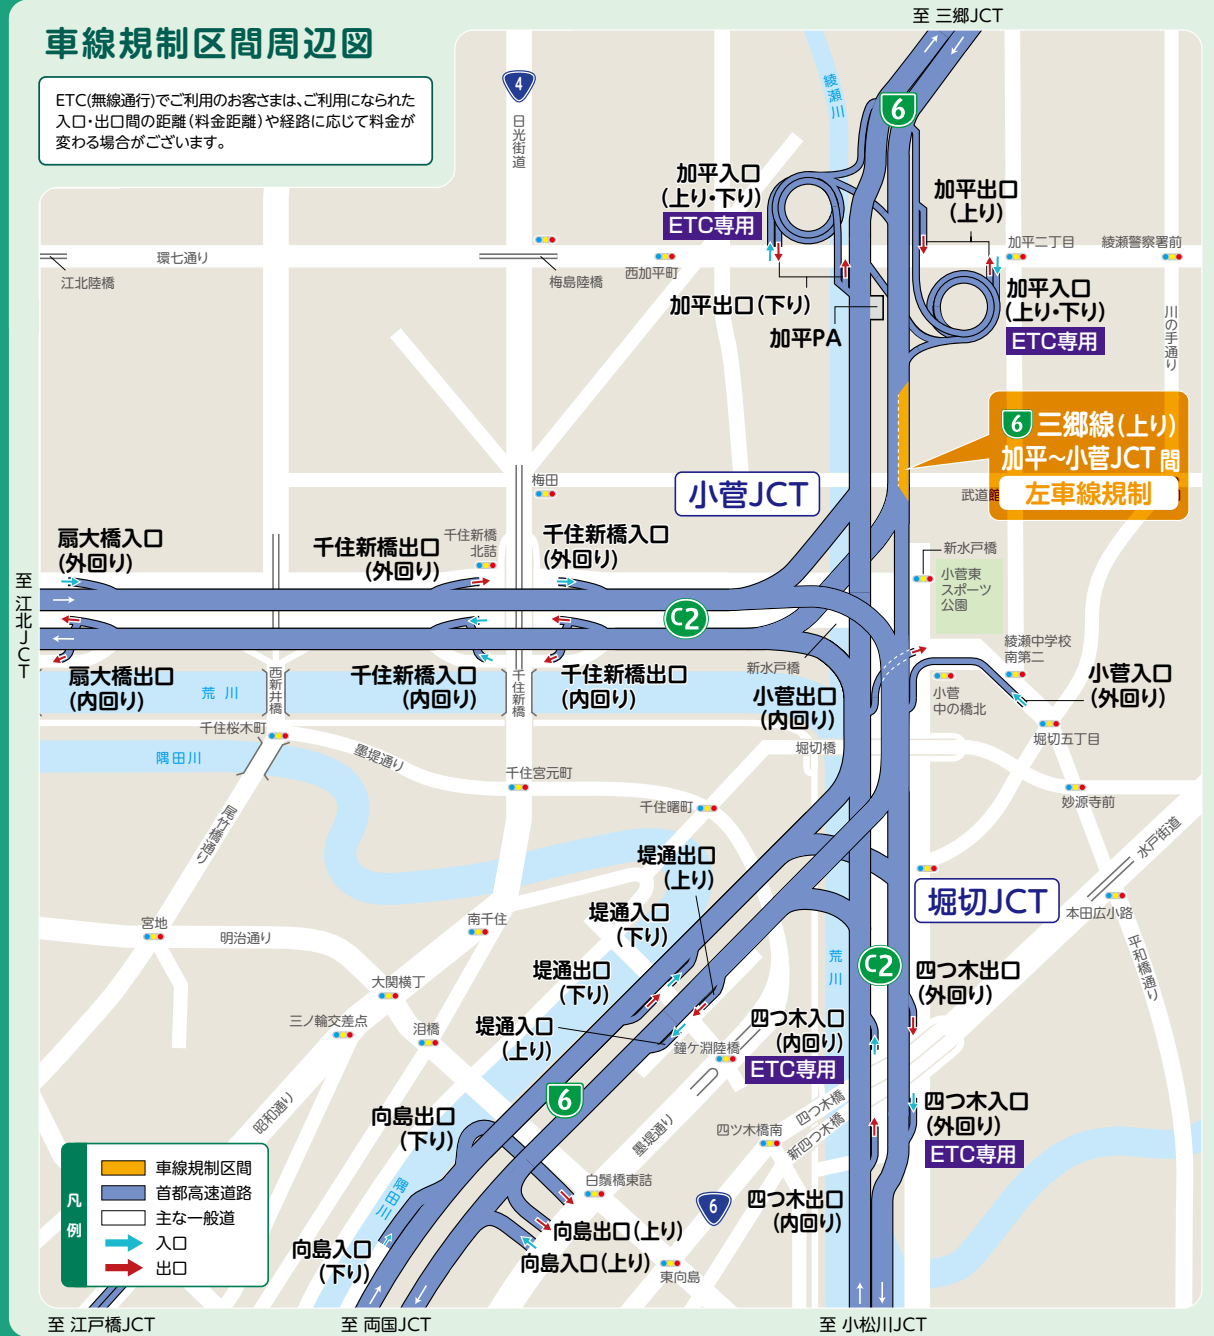 至 三郷JCT
車線規制区間周辺図
ETC(無線通行)でご利用のお客さまは、ご利用になられた
入口・出口間の距離(料金距離)や経路に応じて料金が
変わる場合がございます。
4
日光街道
綾瀬川
6
加平入口
(上り・下り)
ETC専用
加平出口
(上り)
加平二丁目
綾瀬警察署前
環七通り
江北陸橋
梅島陸橋
西加平町
加平出口(下り)
加平PA
加平入口
(上り・下り)
ETC専用
川の手通り
6 三郷線(上り)
加平～小菅JCT間
左車線規制
武道館
梅田
小菅JCT
扇大橋入口
(外回り)
千住新橋出口
(外回り)
千住新橋
北詰
千住新橋入口
(外回り)
新水戸橋
小菅東
スポーツ
公園
至 江北JCT
C2
綾瀬中学校
南第二
扇大橋出口
(内回り)
荒川
西新井橋
千住新橋入口
(内回り)
千住新橋
千住新橋出口
(内回り)
新水戸橋
小菅出口
(内回り)
小菅
中の橋北
小菅入口
(外回り)
千住桜木町
隅田川
墨堤通り
堀切橋
堀切五丁目
千住宮元町
千住曙町
妙源寺前
尾竹橋通り
水戸街道
堤通出口
(上り)
堀切JCT
本田広小路
宮地
明治通り
南千住
堤通入口
(下り)
荒川
C2
平和橋通り
大関横丁
堤通出口
(下り)
四つ木出口
(外回り)
三ノ輪交差点
泪橋
堤通入口
(上り)
鐘ケ淵陸橋
四つ木入口
(内回り)
ETC専用
6
昭和通り
向島出口
(下り)
墨堤通り
四つ木橋
新四つ木橋
四ツ木橋南
四つ木入口
(外回り)
ETC専用
凡例
車線規制区間
首都高速道路
主な一般道
入口
出口
隅田川
白鬚橋東詰
6
四つ木出口
(内回り)
向島出口(上り)
向島入口(上り)
向島入口
(下り)
東向島
至 江戸橋JCT
至 両国JCT
至 小松川JCT